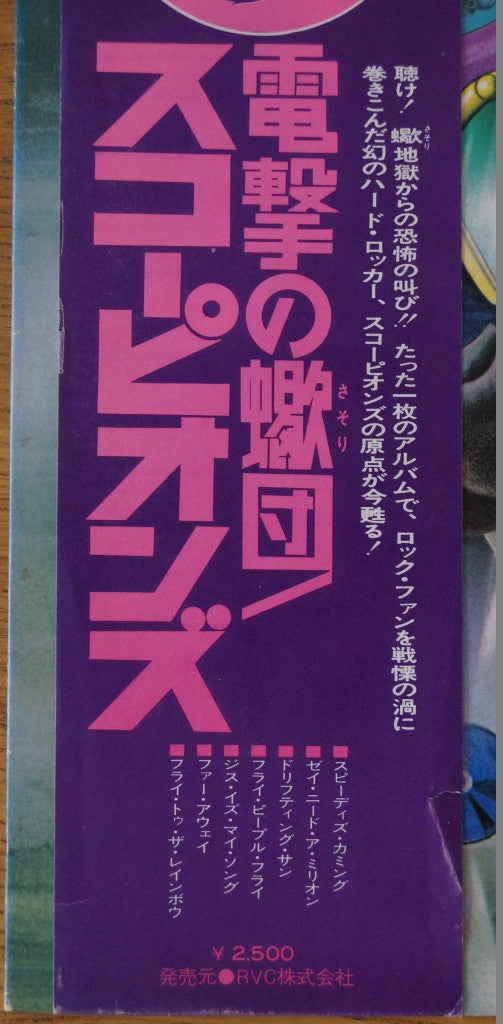 聴け！ 蠍地獄からの恐怖の叫び!! たった一枚のアルバムで、ロック・ファンを戦慄の渦に
さそり
巻きこんだ幻のハード・ロッカー、スコーピオンズの原点が今甦る！
電撃の蠍団/
さそり
スコーピオンズ
■スピーディズ・カミング
■ゼイ・ニード・ア・ミリオン
■ドリフティング・サン
■フライ・ピープル・フライ
■ジス・イズ・マイ・ソング
■ファー・アウェイ
■フライ・トゥ・ザ・レインボウ
¥2,500
発売元●RVC株式会社